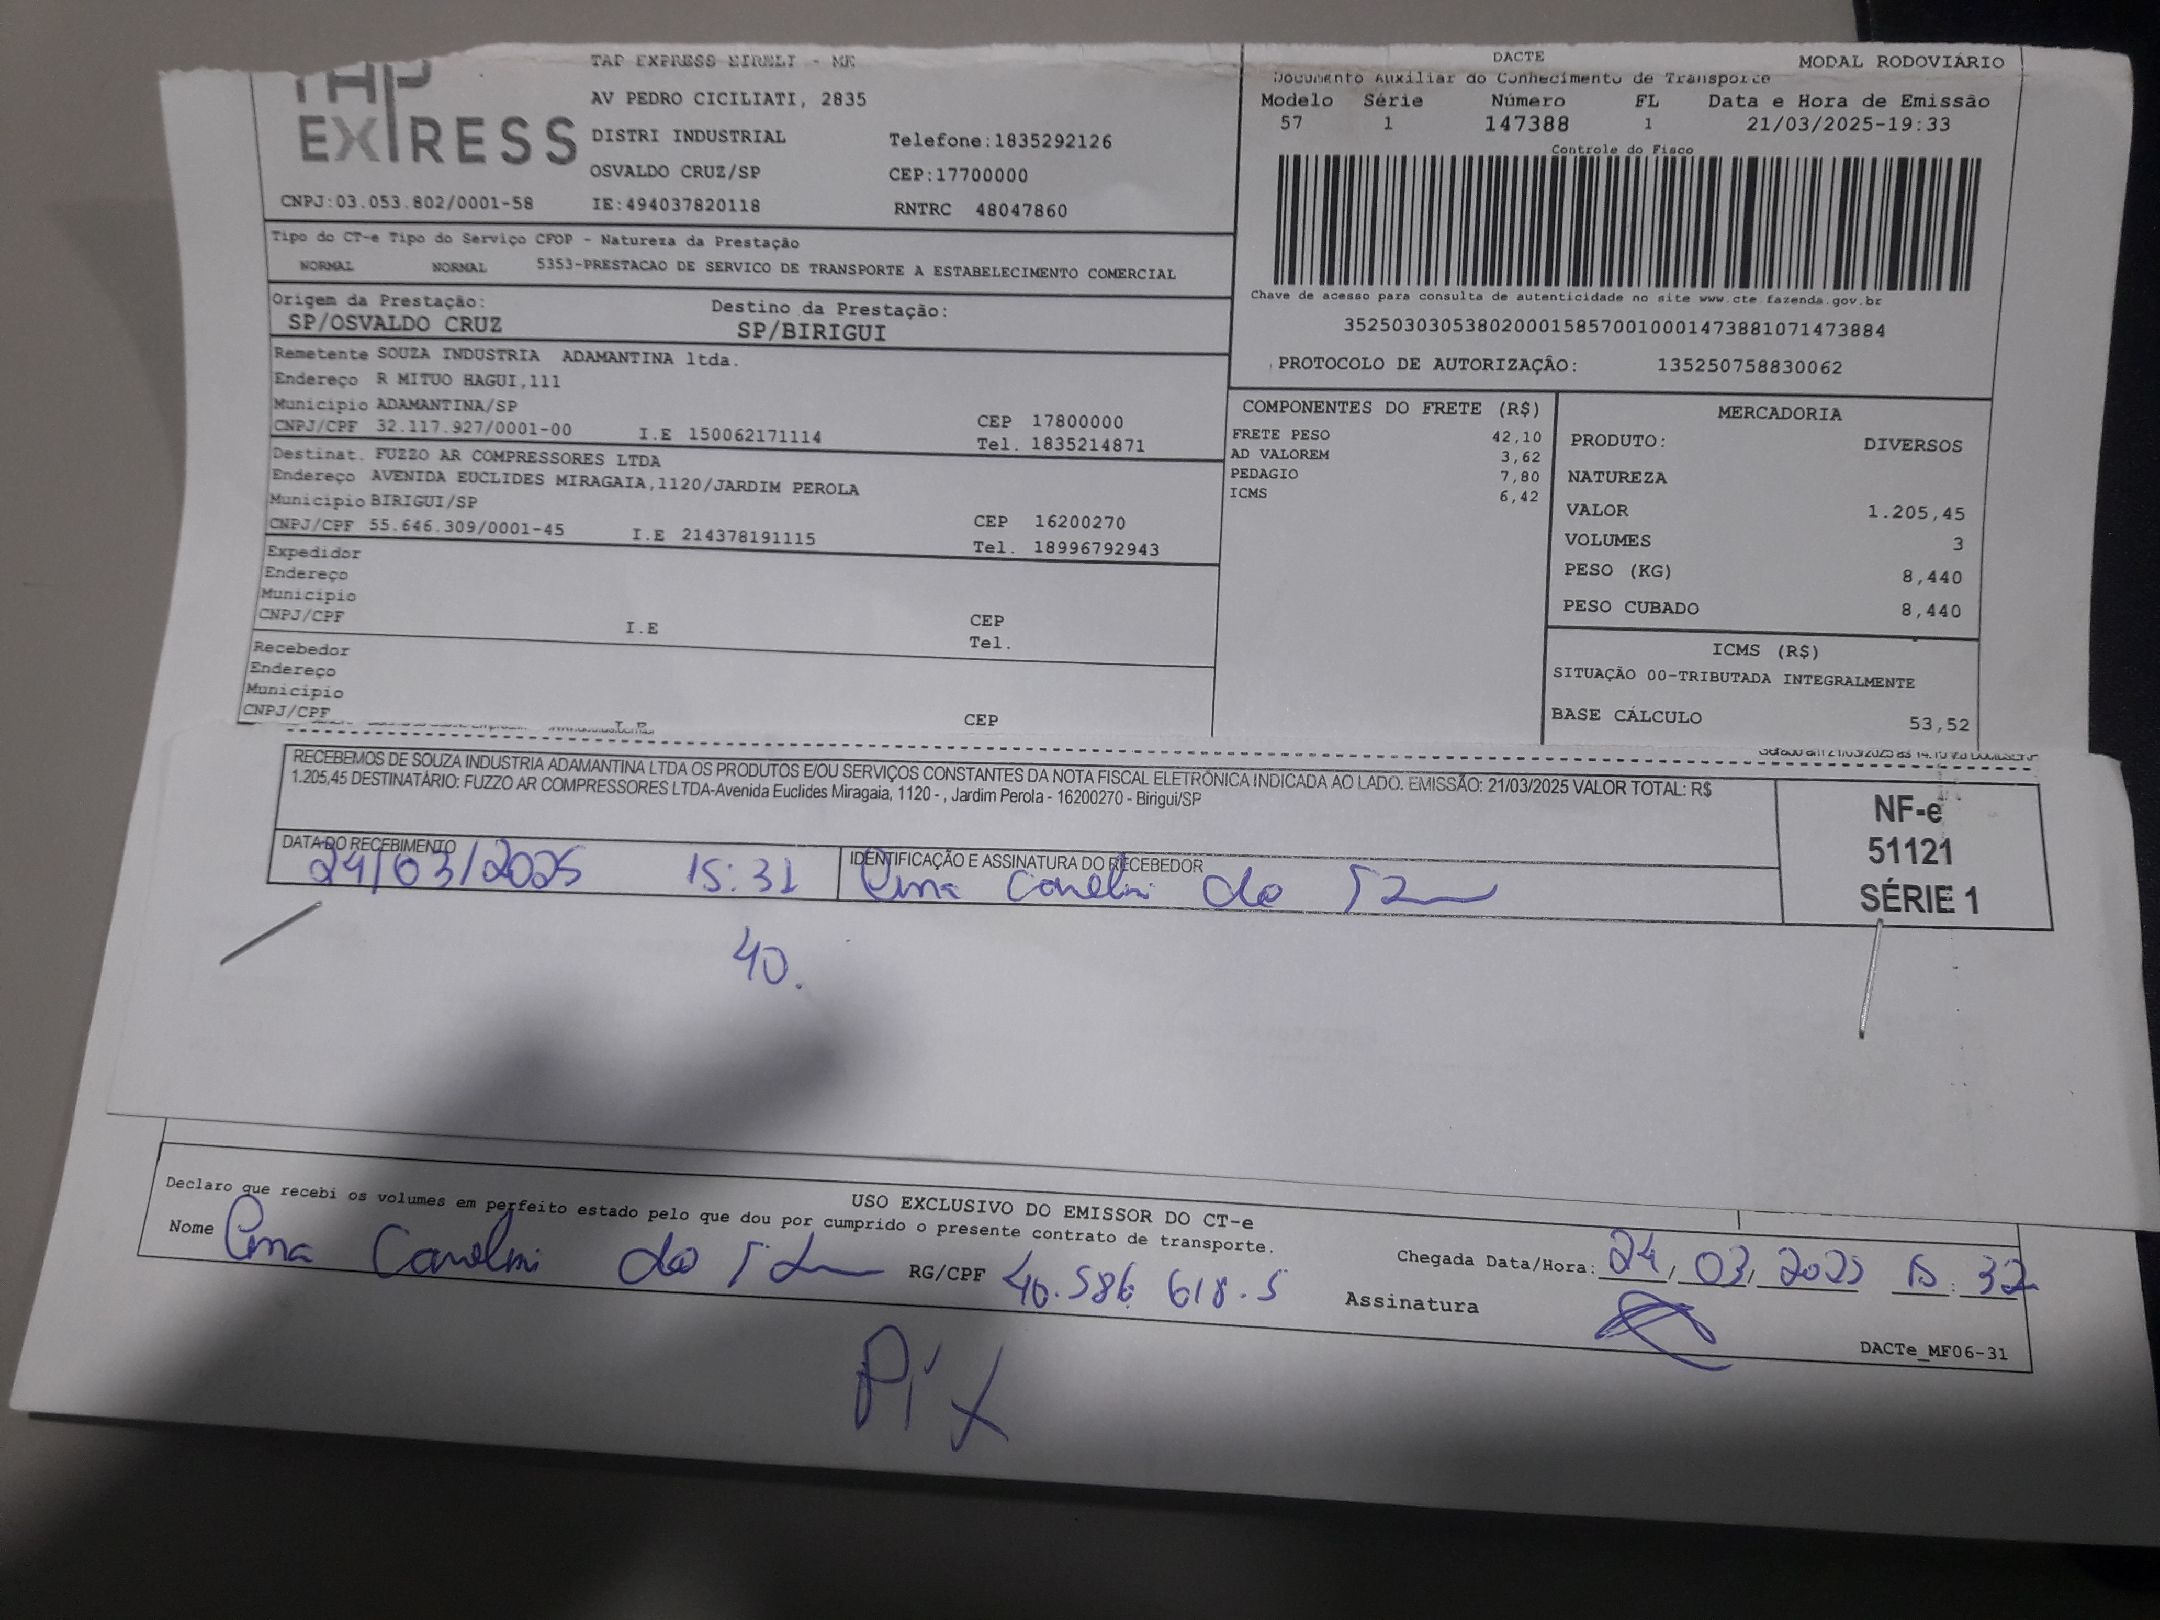 TAP
EXPRESS
TAP EXPRESS EIRELI - ME
AV PEDRO CICILIATI, 2835
DISTRI INDUSTRIAL Telefone:1835292126
OSVALDO CRUZ/SP CEP:17700000
CNPJ:03.053.802/0001-58 IE:494037820118 RNTRC 48047860
DACTE MODAL RODOVIÁRIO
Documento Auxiliar do Conhecimento de Transporte
Modelo Série Número FL Data e Hora de Emissão
57 1 147388 1 21/03/2025-19:33
Controle do Fisco
Chave de acesso para consulta de autenticidade no site www.cte.fazenda.gov.br
35250303053802000158570010001473881071473884
PROTOCOLO DE AUTORIZAÇÃO: 135250758830062
Tipo do CT-e Tipo do Serviço CFOP - Natureza da Prestação
NORMAL NORMAL 5353-PRESTACAO DE SERVICO DE TRANSPORTE A ESTABELECIMENTO COMERCIAL
Origem da Prestação: Destino da Prestação:
SP/OSVALDO CRUZ SP/BIRIGUI
Remetente SOUZA INDUSTRIA ADAMANTINA ltda.
Endereço R MITUO HAGUI,111
Município ADAMANTINA/SP CEP 17800000
CNPJ/CPF 32.117.927/0001-00 I.E 150062171114 Tel. 1835214871
Destinat. FUZZO AR COMPRESSORES LTDA
Endereço AVENIDA EUCLIDES MIRAGAIA,1120/JARDIM PEROLA
Município BIRIGUI/SP CEP 16200270
CNPJ/CPF 55.646.309/0001-45 I.E 214378191115 Tel. 18996792943
Expedidor
Endereço
Município CEP
CNPJ/CPF I.E Tel.
Recebedor
Endereço
Município
CNPJ/CPF CEP
COMPONENTES DO FRETE (R$)
FRETE PESO 42,10
AD VALOREM 3,62
PEDAGIO 7,80
ICMS 6,42
MERCADORIA
PRODUTO: DIVERSOS
NATUREZA
VALOR 1.205,45
VOLUMES 3
PESO (KG) 8,440
PESO CUBADO 8,440
ICMS (R$)
SITUAÇÃO 00-TRIBUTADA INTEGRALMENTE
BASE CÁLCULO 53,52
RECEBEMOS DE SOUZA INDUSTRIA ADAMANTINA LTDA OS PRODUTOS E/OU SERVIÇOS CONSTANTES DA NOTA FISCAL ELETRÔNICA INDICADA AO LADO. EMISSÃO: 21/03/2025 VALOR TOTAL: R$
1.205,45 DESTINATÁRIO: FUZZO AR COMPRESSORES LTDA-Avenida Euclides Miragaia, 1120 - , Jardim Perola - 16200270 - Birigui/SP
NF-e
51121
SÉRIE 1
DATA DO RECEBIMENTO IDENTIFICAÇÃO E ASSINATURA DO RECEBEDOR
24/03/2025 15:31
40.
USO EXCLUSIVO DO EMISSOR DO CT-e
Declaro que recebi os volumes em perfeito estado pelo que dou por cumprido o presente contrato de transporte.
Nome RG/CPF 40.586 618.5 Chegada Data/Hora: 24/03/2025 15:32
Assinatura
DACTe_MF06-31
Pix